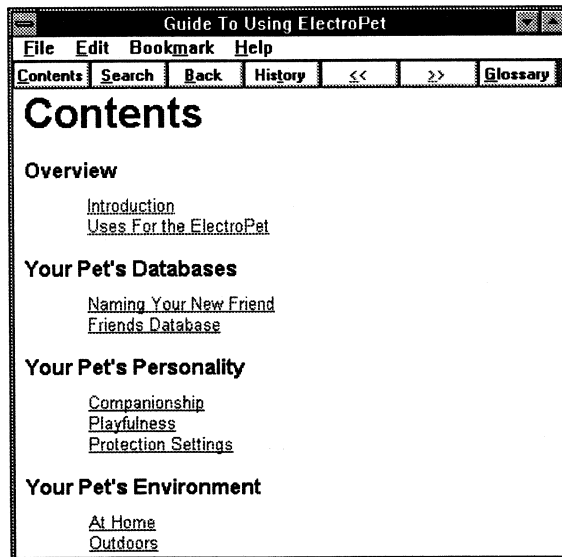 Guide To Using ElectroPet
File Edit Bookmark Help
Contents Search Back History << >> Glossary
Contents
Overview
Introduction
Uses For the ElectroPet
Your Pet's Databases
Naming Your New Friend
Friends Database
Your Pet's Personality
Companionship
Playfulness
Protection Settings
Your Pet's Environment
At Home
Outdoors